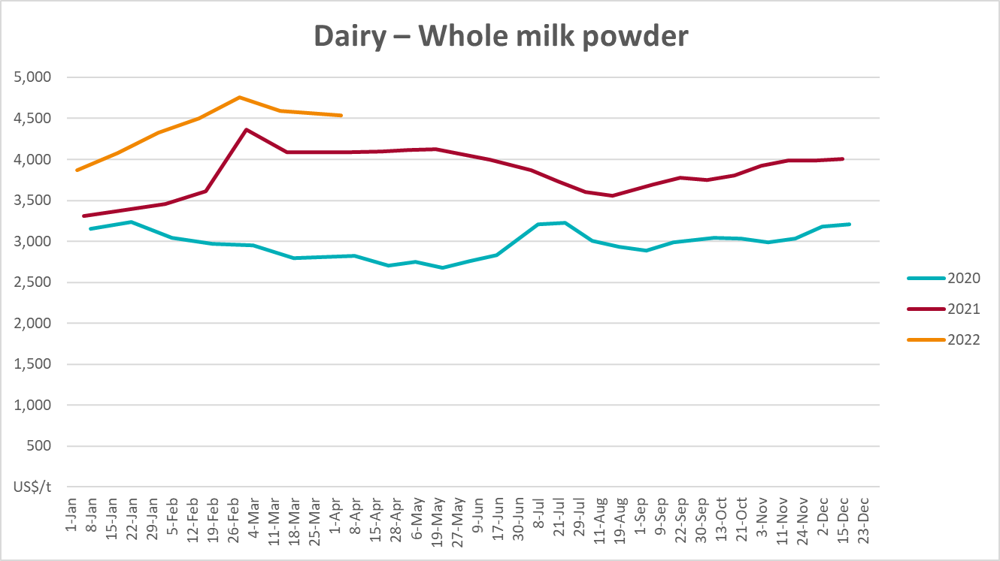 Dairy – Whole milk powder
5,000
4,500
4,000
3,500
3,000
2,500
2,000
1,500
1,000
500
US$/t
1-Jan
8-Jan
15-Jan
22-Jan
29-Jan
5-Feb
12-Feb
19-Feb
26-Feb
4-Mar
11-Mar
18-Mar
25-Mar
1-Apr
8-Apr
15-Apr
28-Apr
6-May
19-May
27-May
9-Jun
17-Jun
30-Jun
8-Jul
21-Jul
29-Jul
11-Aug
19-Aug
1-Sep
9-Sep
22-Sep
30-Sep
13-Oct
21-Oct
3-Nov
11-Nov
24-Nov
2-Dec
15-Dec
23-Dec
2020
2021
2022